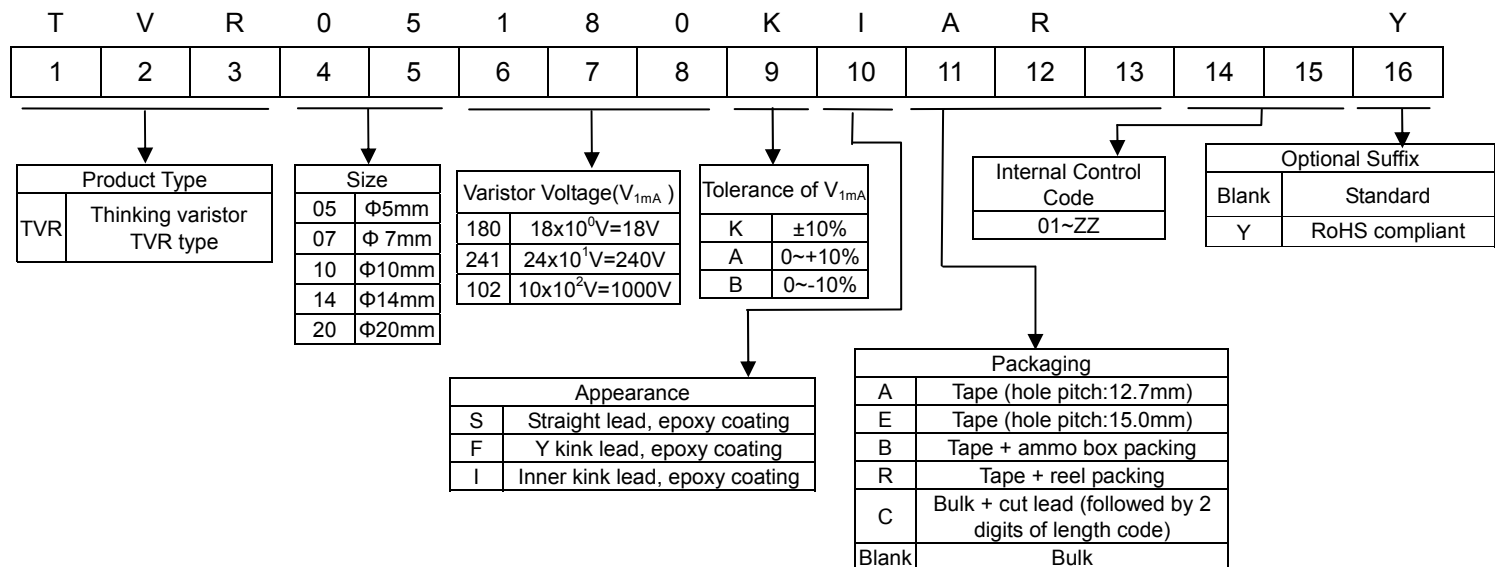 T V R 0 5 1 8 0 K I A R Y
1 2 3 4 5 6 7 8 9 10 11 12 13 14 15 16
Product Type
TVR Thinking varistor TVR type
Size
05 Φ5mm
07 Φ 7mm
10 Φ10mm
14 Φ14mm
20 Φ20mm
Varistor Voltage(V1mA )
180 18x10⁰V=18V
241 24x10¹V=240V
102 10x10²V=1000V
Tolerance of V1mA
K ±10%
A 0~+10%
B 0~-10%
Internal Control
Code
01~ZZ
Optional Suffix
Blank Standard
Y RoHS compliant
Appearance
S Straight lead, epoxy coating
F Y kink lead, epoxy coating
I Inner kink lead, epoxy coating
Packaging
A Tape (hole pitch:12.7mm)
E Tape (hole pitch:15.0mm)
B Tape + ammo box packing
R Tape + reel packing
C Bulk + cut lead (followed by 2
digits of length code)
Blank Bulk